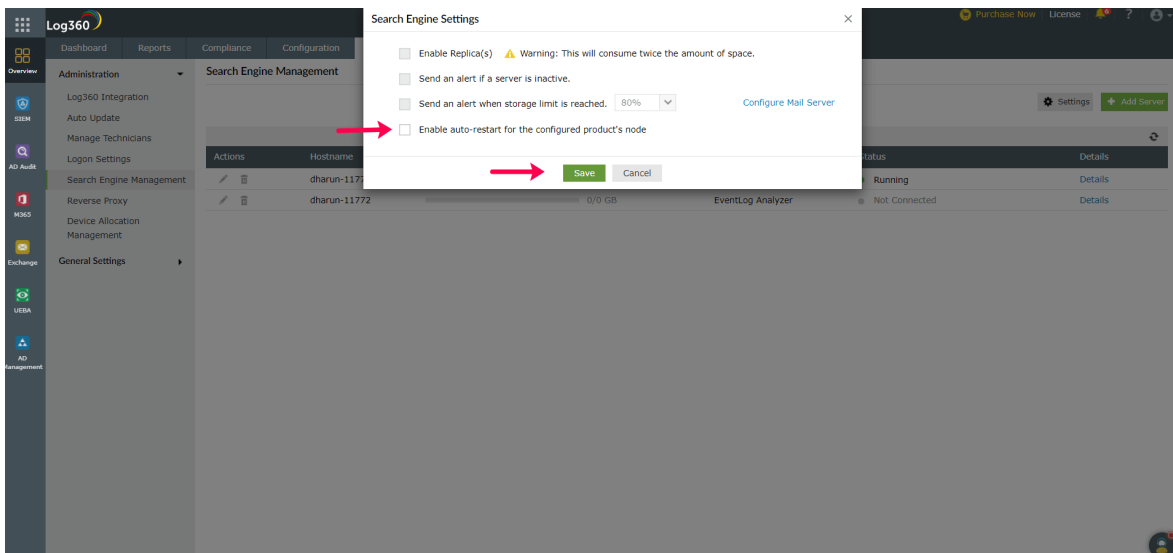 Log360
Purchase Now License 6 ?
Search Engine Settings
Dashboard Reports Compliance Configuration
Enable Replica(s) Warning: This will consume twice the amount of space.
Send an alert if a server is inactive.
Send an alert when storage limit is reached. 80% Configure Mail Server
Enable auto-restart for the configured product's node
Save Cancel
Overview
SIEM
AD Audit
M365
Exchange
UEBA
AD
Management
Administration
Log360 Integration
Auto Update
Manage Technicians
Logon Settings
Search Engine Management
Reverse Proxy
Device Allocation
Management
General Settings
Search Engine Management
Settings + Add Server
Actions Hostname Status Details
dharun-1177 Running Details
dharun-11772 0/0 GB EventLog Analyzer Not Connected Details